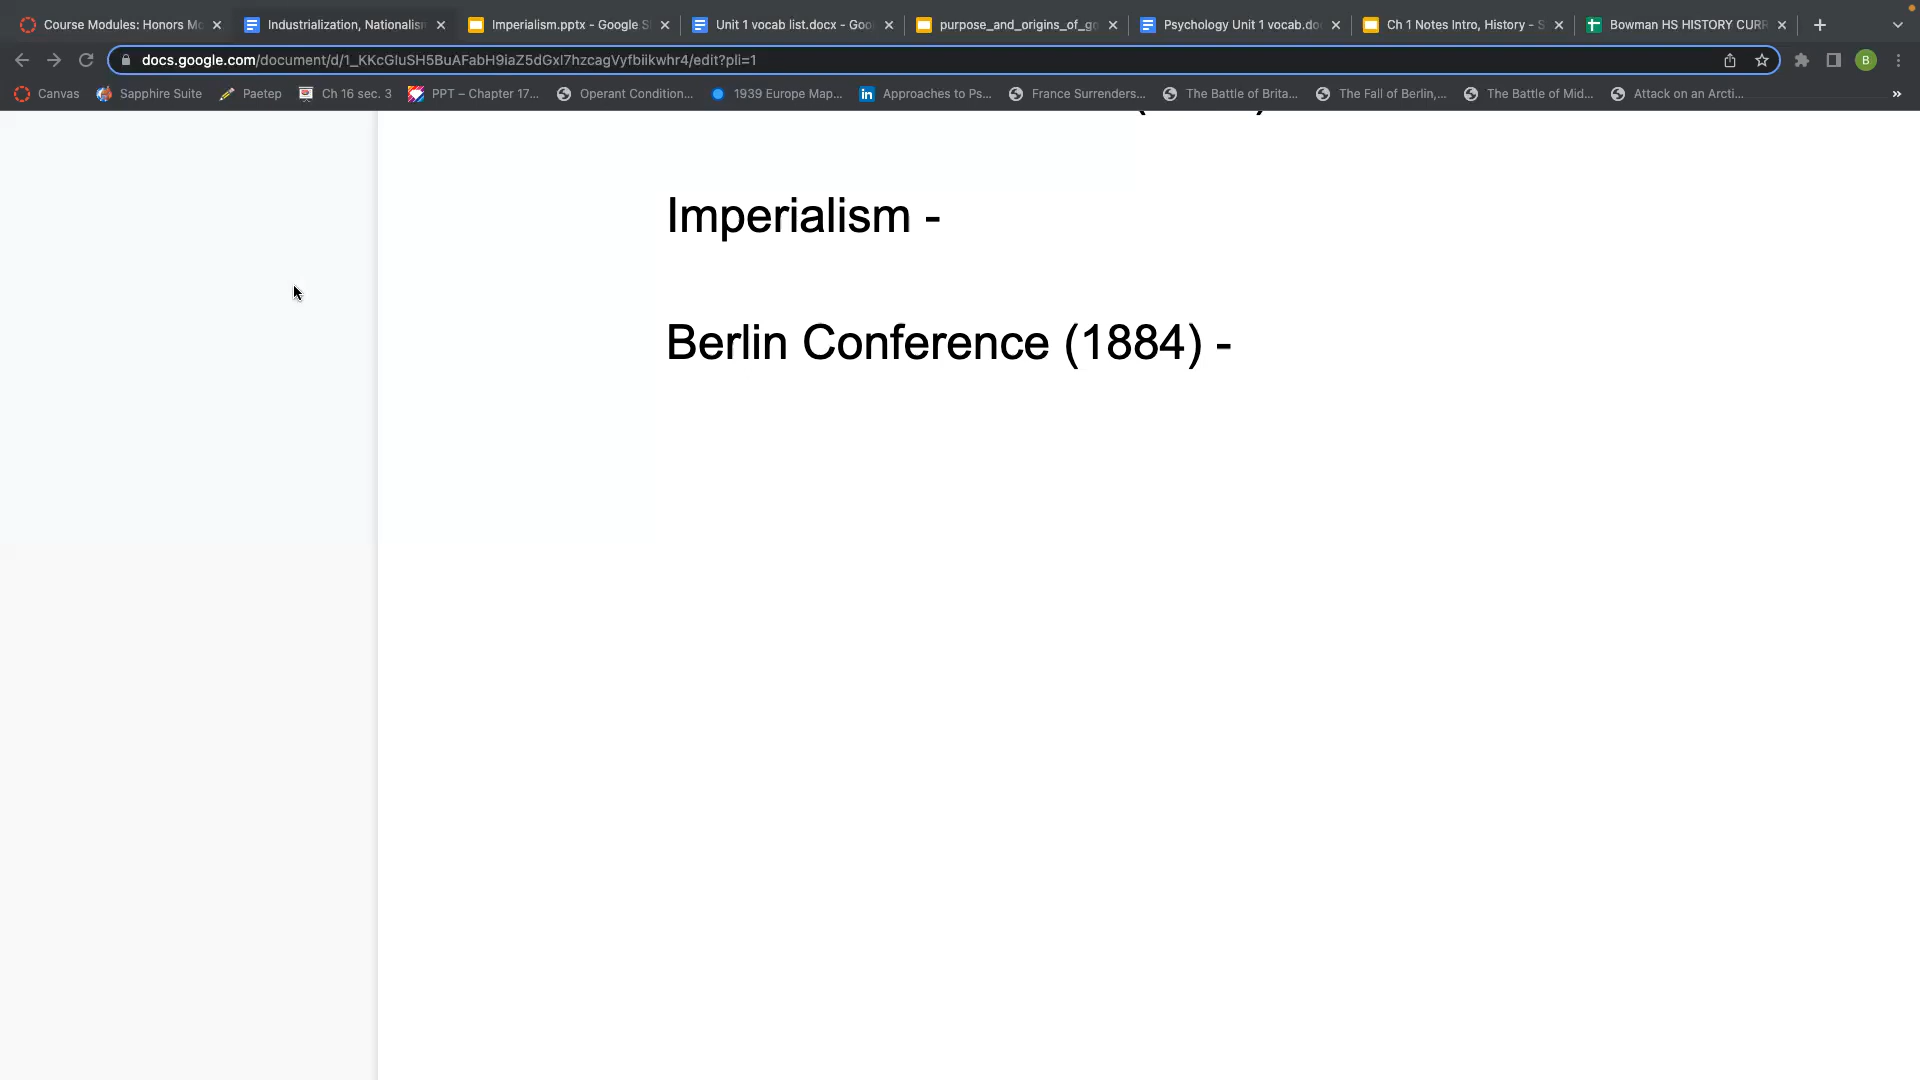 Course Modules: Honors Mo
Industrialization, Nationalism
Imperialism.pptx - Google Sl
Unit 1 vocab list.docx - Goo
purpose_and_origins_of_go
Psychology Unit 1 vocab.do
Ch 1 Notes Intro, History - S
Bowman HS HISTORY CURR
docs.google.com/document/d/1_KKcGluSH5BuAFabH9iaZ5dGxl7hzcagVyfbiikwhr4/edit?pli=1
B
Canvas
Sapphire Suite
Paetep
Ch 16 sec. 3
PPT – Chapter 17...
Operant Condition...
1939 Europe Map...
in
Approaches to Ps...
France Surrenders...
The Battle of Brita...
The Fall of Berlin,...
The Battle of Mid...
Attack on an Arcti...
»
Imperialism -
Berlin Conference (1884) -